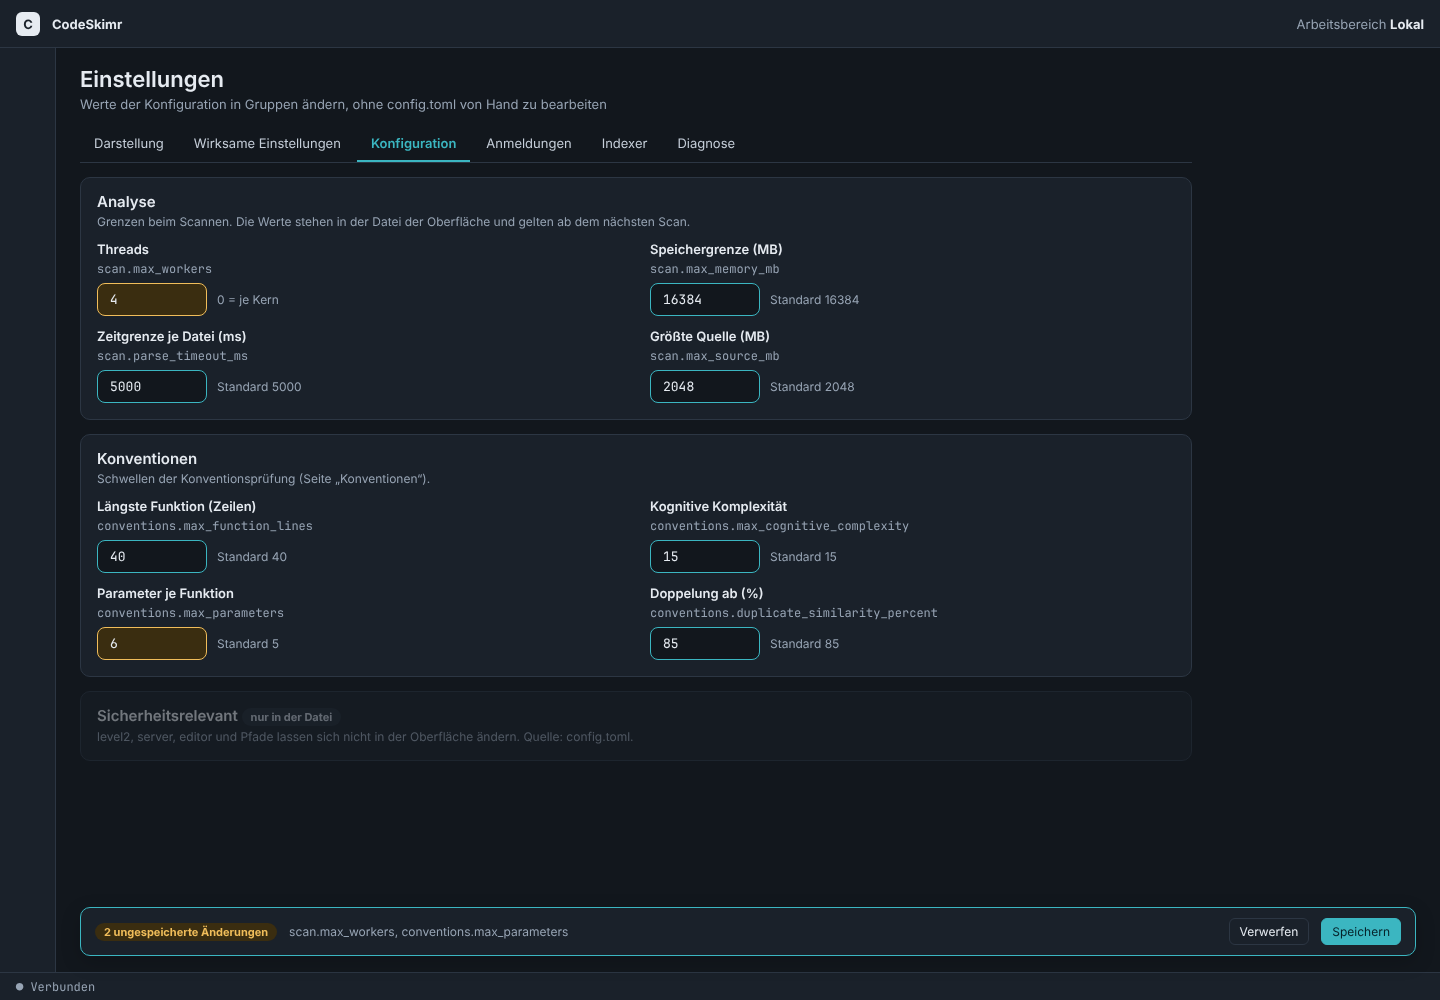 C CodeSkimr
Arbeitsbereich Lokal
Einstellungen
Werte der Konfiguration in Gruppen ändern, ohne config.toml von Hand zu bearbeiten
Darstellung Wirksame Einstellungen Konfiguration Anmeldungen Indexer Diagnose
Analyse
Grenzen beim Scannen. Die Werte stehen in der Datei der Oberfläche und gelten ab dem nächsten Scan.
Threads
scan.max_workers
4 0 = je Kern
Speichergrenze (MB)
scan.max_memory_mb
16384 Standard 16384
Zeitgrenze je Datei (ms)
scan.parse_timeout_ms
5000 Standard 5000
Größte Quelle (MB)
scan.max_source_mb
2048 Standard 2048
Konventionen
Schwellen der Konventionsprüfung (Seite „Konventionen“).
Längste Funktion (Zeilen)
conventions.max_function_lines
40 Standard 40
Kognitive Komplexität
conventions.max_cognitive_complexity
15 Standard 15
Parameter je Funktion
conventions.max_parameters
6 Standard 5
Doppelung ab (%)
conventions.duplicate_similarity_percent
85 Standard 85
Sicherheitsrelevant nur in der Datei
level2, server, editor und Pfade lassen sich nicht in der Oberfläche ändern. Quelle: config.toml.
2 ungespeicherte Änderungen scan.max_workers, conventions.max_parameters
Verwerfen Speichern
Verbunden